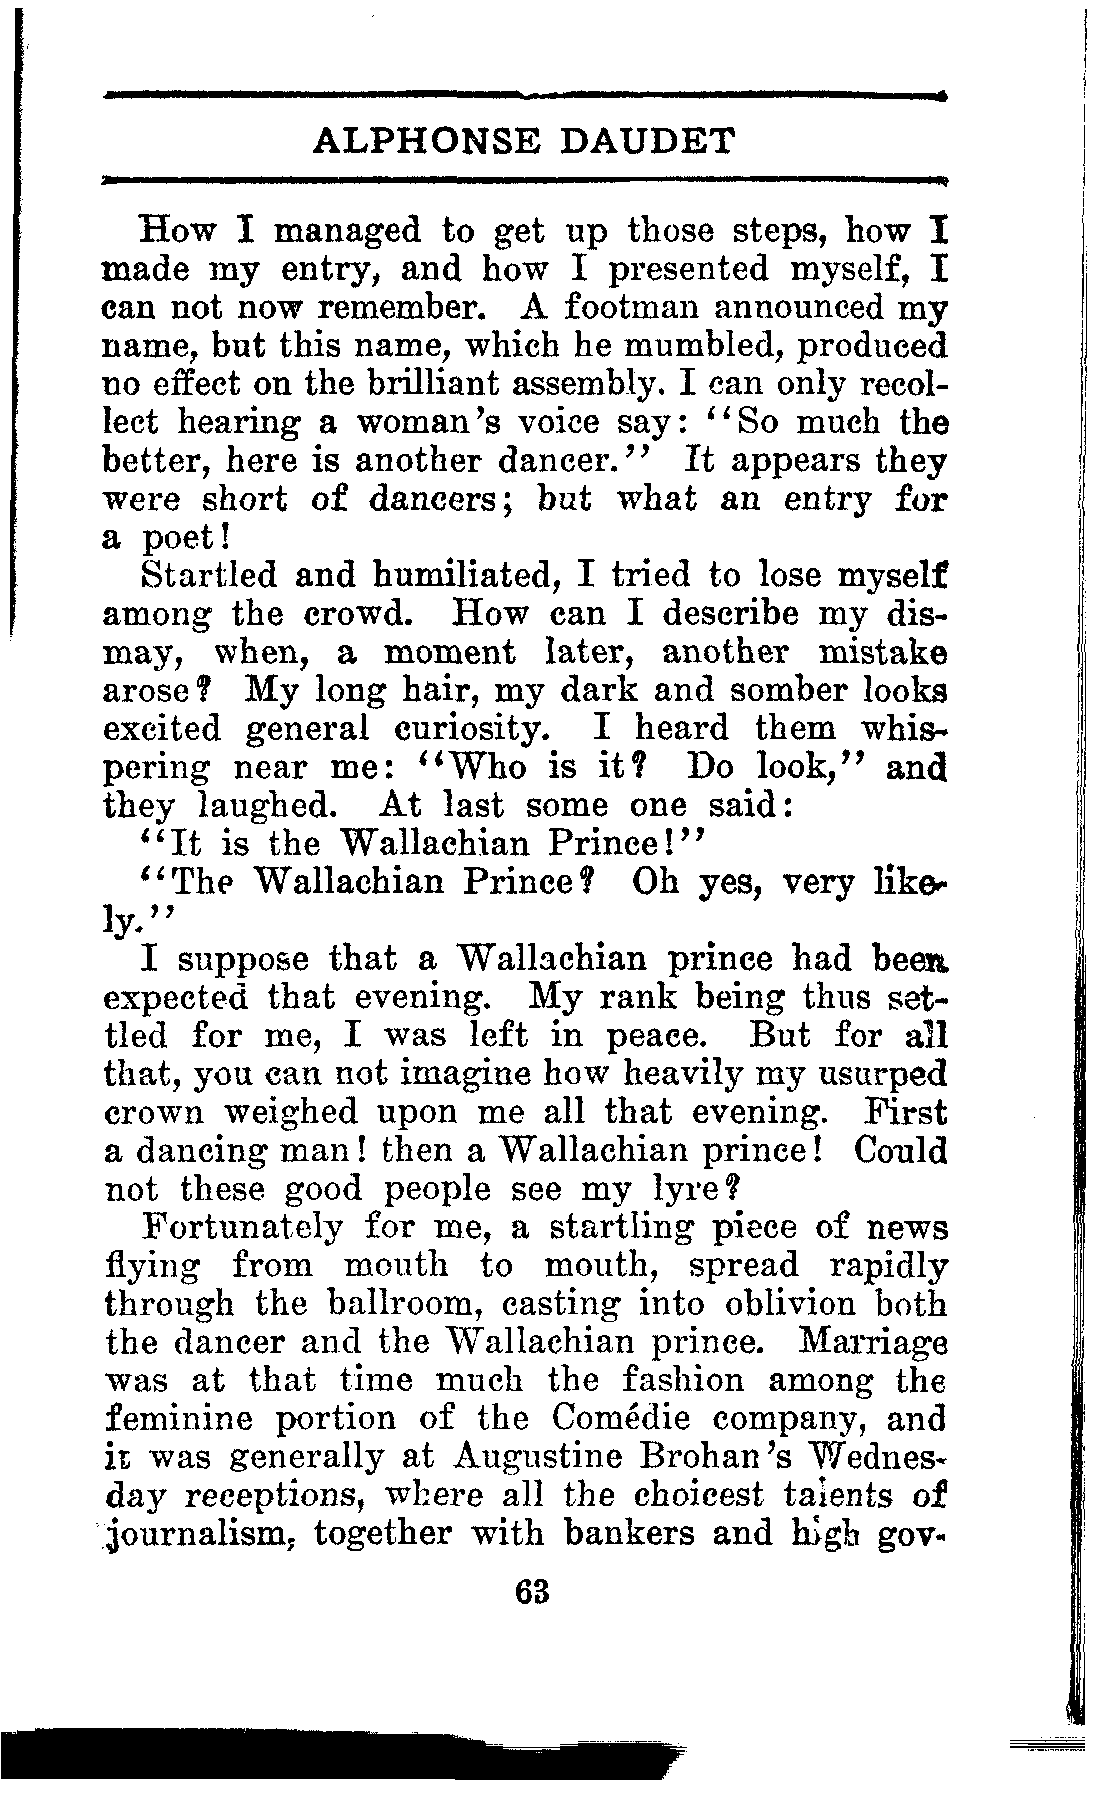 ALPHONSE DAUDET
How I managed to get up those steps, how I
made my entry, and how I presented myself, I
can not now remember. A footman announced my
name, but this name, which he mumbled, produced
no effect on the brilliant assembly. I can only recol-
lect hearing a woman's voice say: "So much the
better, here is another dancer." It appears they
were short of dancers; but what an entry for
a poet!
Startled and humiliated, I tried to lose myself
among the crowd. How can I describe my dis-
may, when, a moment later, another mistake
arose? My long hair, my dark and somber looks
excited general curiosity. I heard them whis-
pering near me: "Who is it? Do look," and
they laughed. At last some one said:
"It is the Wallachian Prince!"
"The Wallachian Prince? Oh yes, very like-
ly."
I suppose that a Wallachian prince had been
expected that evening. My rank being thus set-
tled for me, I was left in peace. But for all
that, you can not imagine how heavily my usurped
crown weighed upon me all that evening. First
a dancing man! then a Wallachian prince! Could
not these good people see my lyre?
Fortunately for me, a startling piece of news
flying from mouth to mouth, spread rapidly
through the ballroom, casting into oblivion both
the dancer and the Wallachian prince. Marriage
was at that time much the fashion among the
feminine portion of the Comédie company, and
it was generally at Augustine Brohan's Wednes-
day receptions, where all the choicest talents of
journalism, together with bankers and high gov-
63